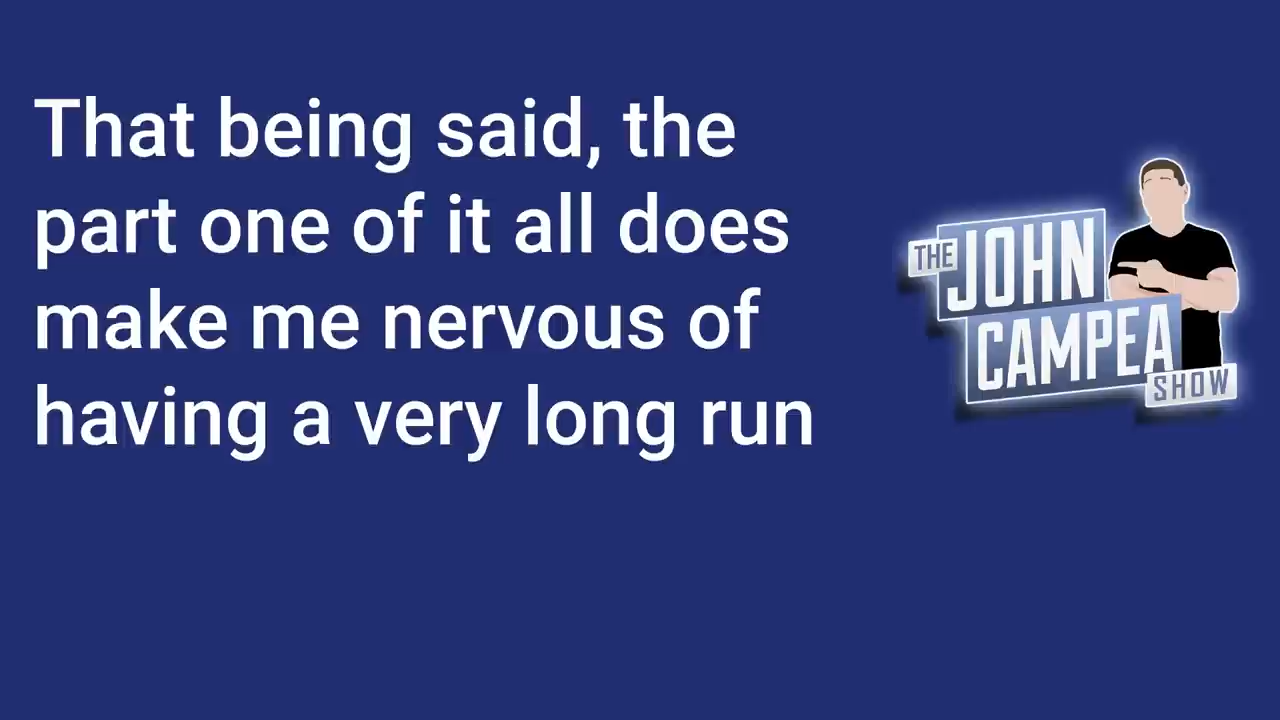 That being said, the
part one of it all does
make me nervous of
having a very long run
THE
JOHN
CAMPEA
SHOW